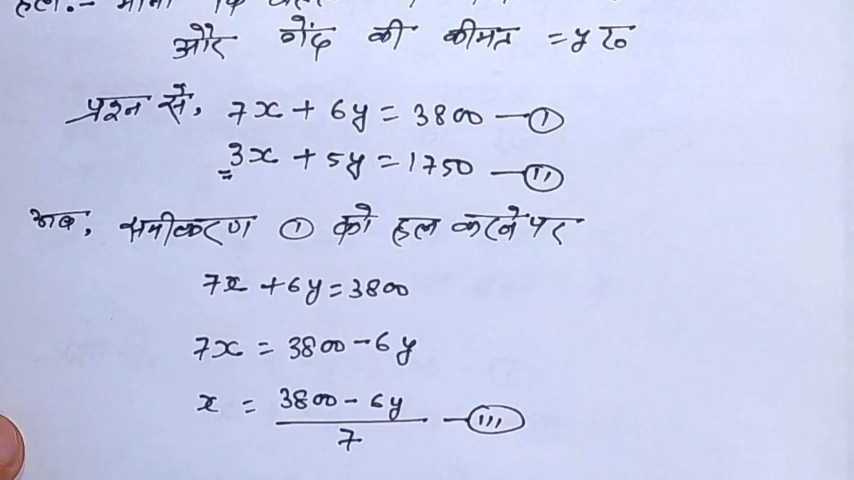 हल:- माना कि
और गेंद की कीमत = y रु०
प्रश्न से, 7x + 6y = 3800 — (i)
3x + 5y = 1750 — (ii)
अब, समीकरण (i) को हल करने पर
7x + 6y = 3800
7x = 3800 - 6y
x = 3800 - 6y / 7 — (iii)